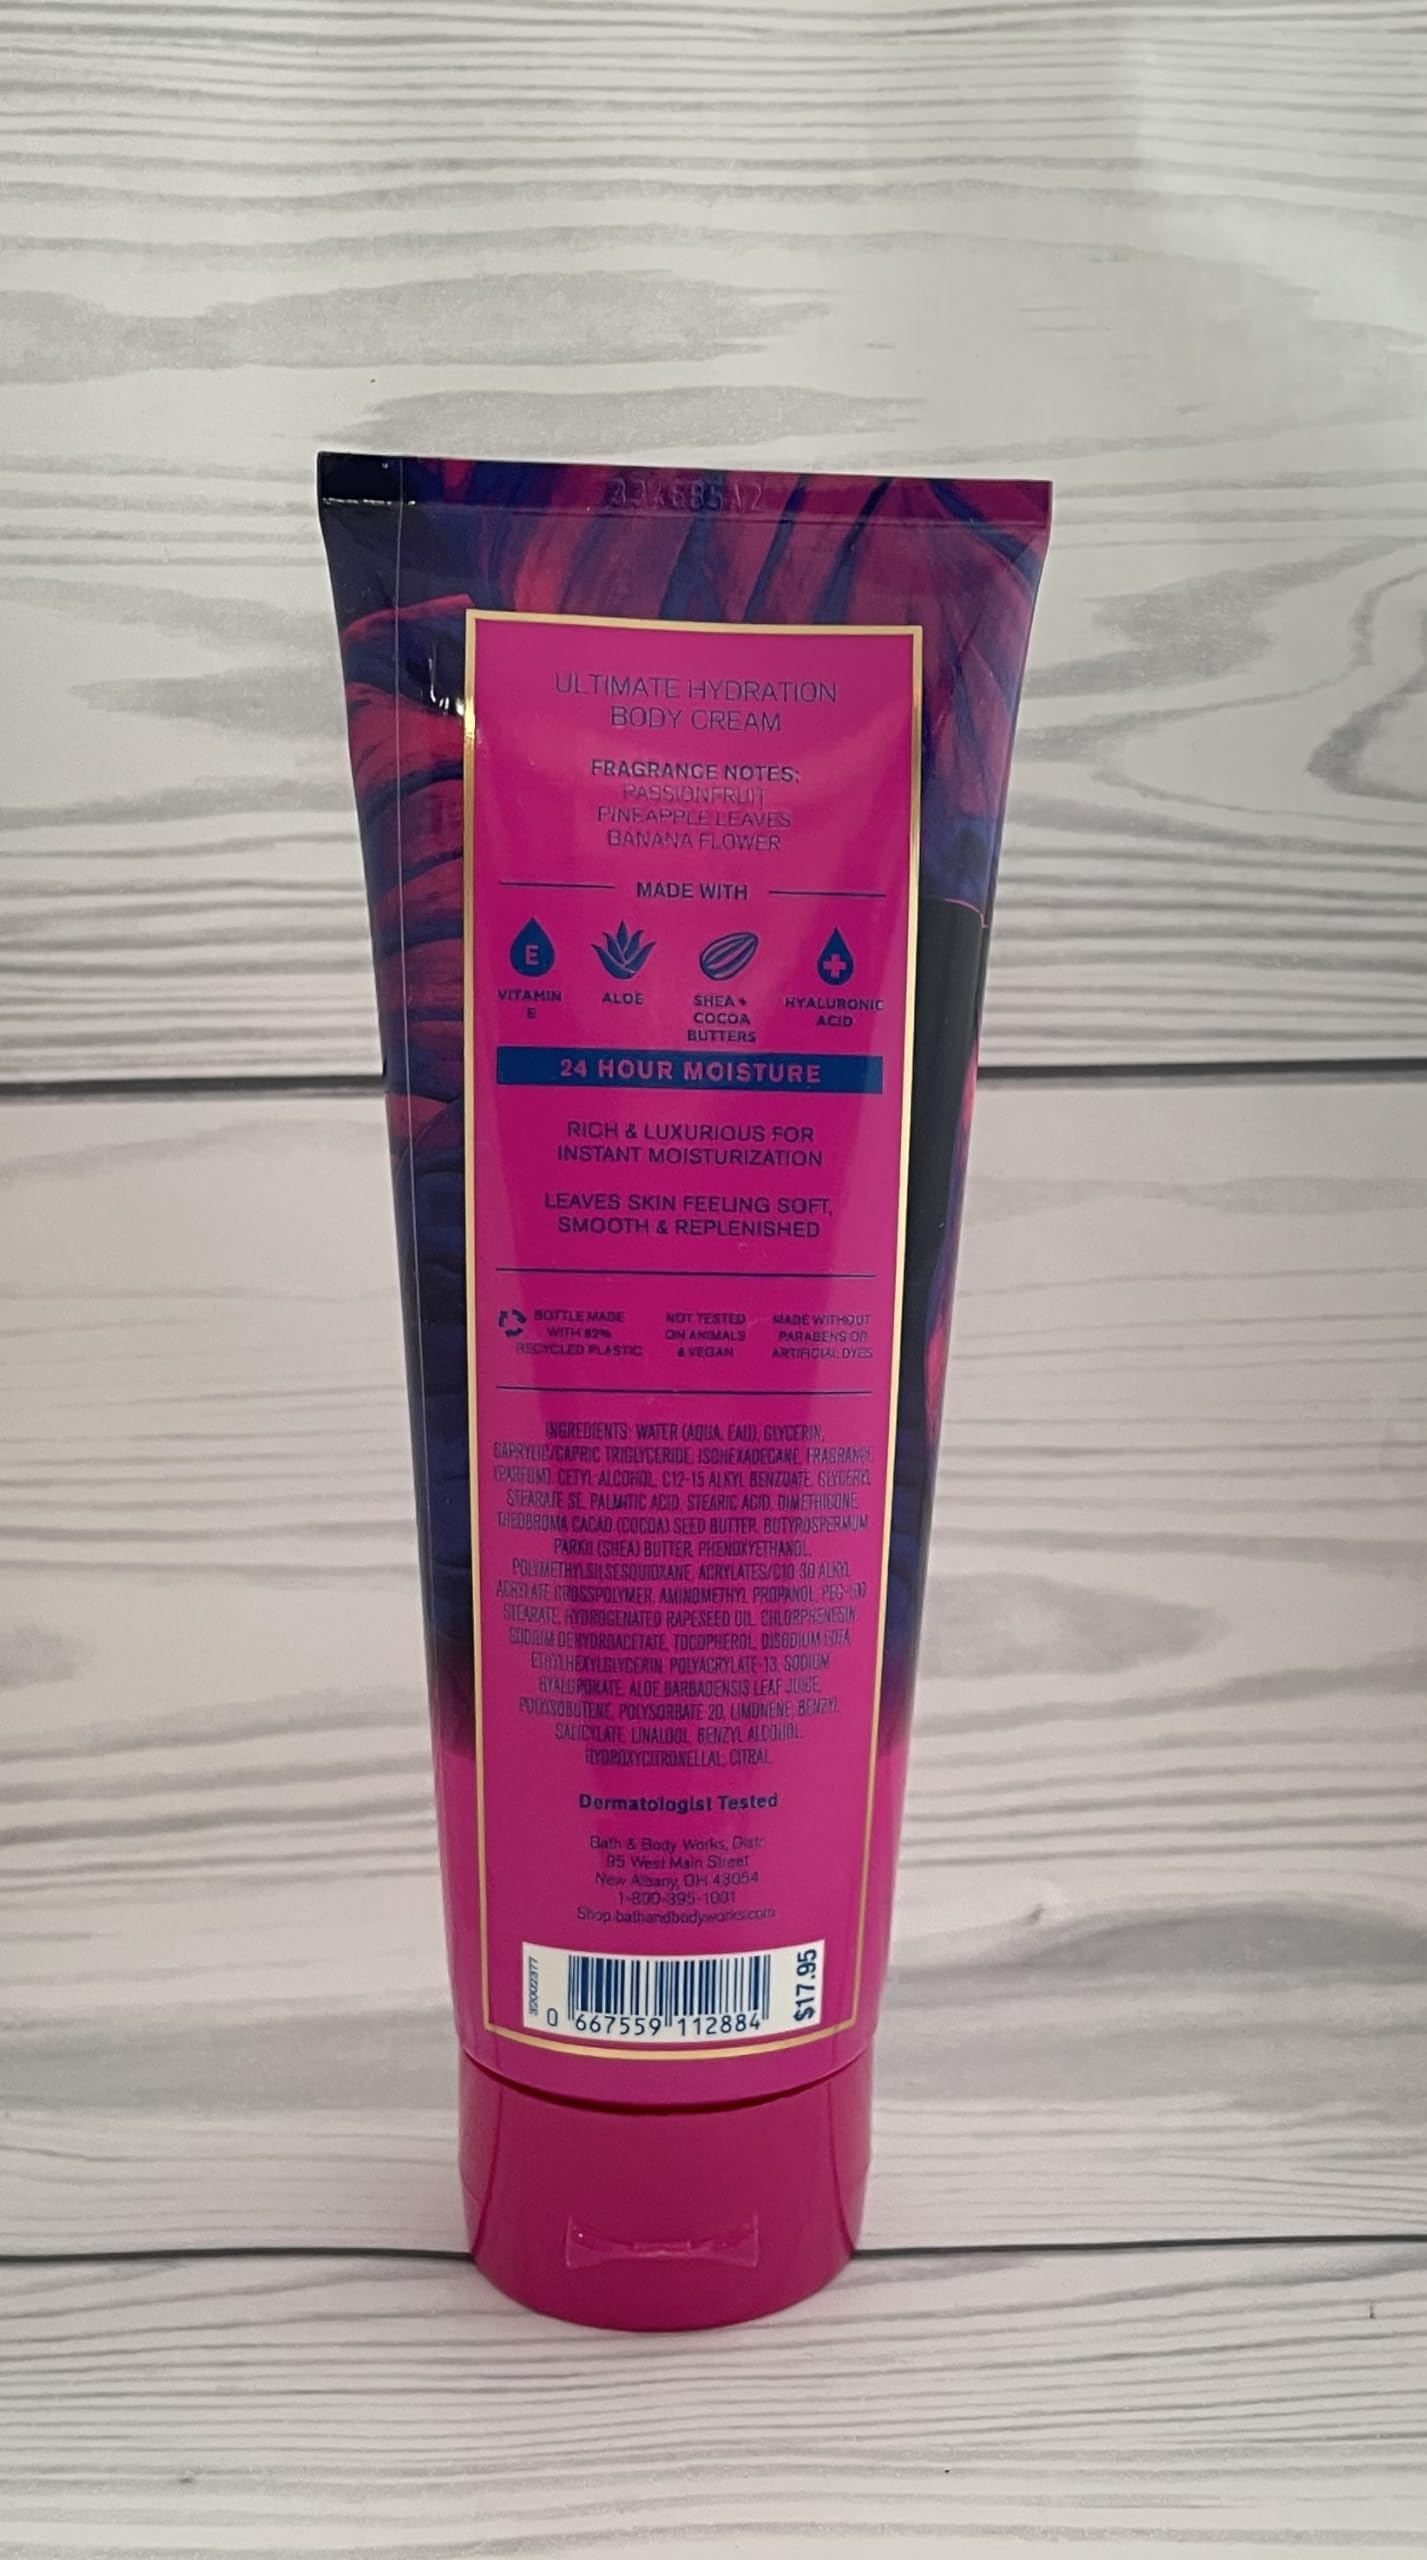 ULTIMATE HYDRATION
BODY CREAM
FRAGRANCE NOTES:
PASSIONFRUIT
PINEAPPLE LEAVES
BANANA FLOWER
MADE WITH
E
VITAMIN
E
ALOE
SHEA +
COCOA
BUTTERS
HYALURONIC
ACID
24 HOUR MOISTURE
RICH & LUXURIOUS FOR
INSTANT MOISTURIZATION
LEAVES SKIN FEELING SOFT,
SMOOTH & REPLENISHED
BOTTLE MADE
WITH
RECYCLED PLASTIC
NOT TESTED
ON ANIMALS
& VEGAN
MADE WITHOUT
PARABENS OR
ARTIFICIAL DYES
INGREDIENTS: WATER (AQUA, EAU), GLYCERIN,
CAPRYLIC/CAPRIC TRIGLYCERIDE, ISOHEXADECANE, FRAGRANCE
(PARFUM), CETYL ALCOHOL, C12-15 ALKYL BENZOATE, GLYCERYL
STEARATE SE, PALMITIC ACID, STEARIC ACID, DIMETHICONE,
THEOBROMA CACAO (COCOA) SEED BUTTER, BUTYROSPERMUM
PARKII (SHEA) BUTTER, PHENOXYETHANOL,
POLYMETHYLSILSESQUIOXANE, ACRYLATES/C10-30 ALKYL
ACRYLATE CROSSPOLYMER, AMINOMETHYL PROPANOL, PEG-100
STEARATE, HYDROGENATED RAPESEED OIL, CHLORPHENESIN,
SODIUM DEHYDROACETATE, TOCOPHEROL, DISODIUM EDTA,
ETHYLHEXYLGLYCERIN, POLYACRYLATE-13, SODIUM
HYALURONATE, ALOE BARBADENSIS LEAF JUICE,
POLYISOBUTENE, POLYSORBATE 20, LIMONENE, BENZYL
SALICYLATE, LINALOOL, BENZYL ALCOHOL,
HYDROXYCITRONELLAL, CITRAL.
Dermatologist Tested
Bath & Body Works, Distr.
95 West Main Street
New Albany, OH 43054
1-800-395-1001
Shop bathandbodyworks.com
32002377
0 667559 112884
$17.95